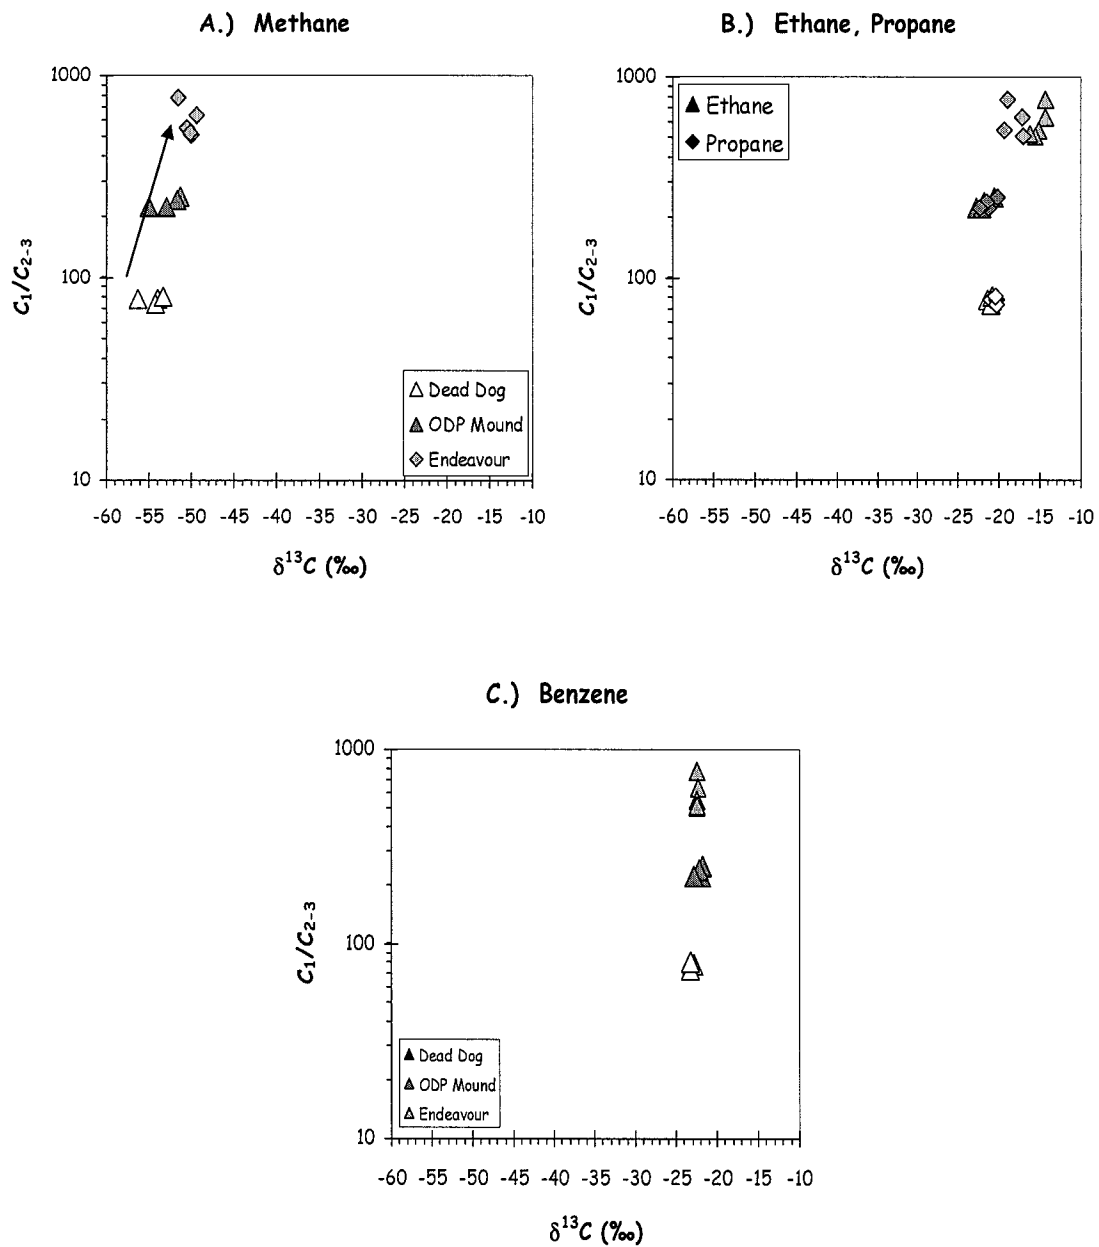 A.) Methane
1000
100
10
C₁/C₂₋₃
Dead Dog
ODP Mound
Endeavour
-60 -55 -50 -45 -40 -35 -30 -25 -20 -15 -10
δ¹³C (‰)
B.) Ethane, Propane
1000
100
10
C₁/C₂₋₃
Ethane
Propane
-60 -55 -50 -45 -40 -35 -30 -25 -20 -15 -10
δ¹³C (‰)
C.) Benzene
1000
100
10
C₁/C₂₋₃
Dead Dog
ODP Mound
Endeavour
-60 -55 -50 -45 -40 -35 -30 -25 -20 -15 -10
δ¹³C (‰)